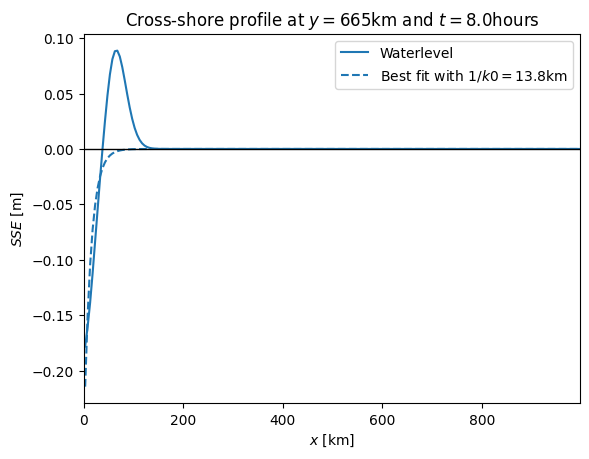 Cross-shore profile at y = 665km and t = 8.0hours
Waterlevel
Best fit with 1/k0 = 13.8km
SSE [m]
0.10
0.05
0.00
−0.05
−0.10
−0.15
−0.20
0 200 400 600 800
x [km]